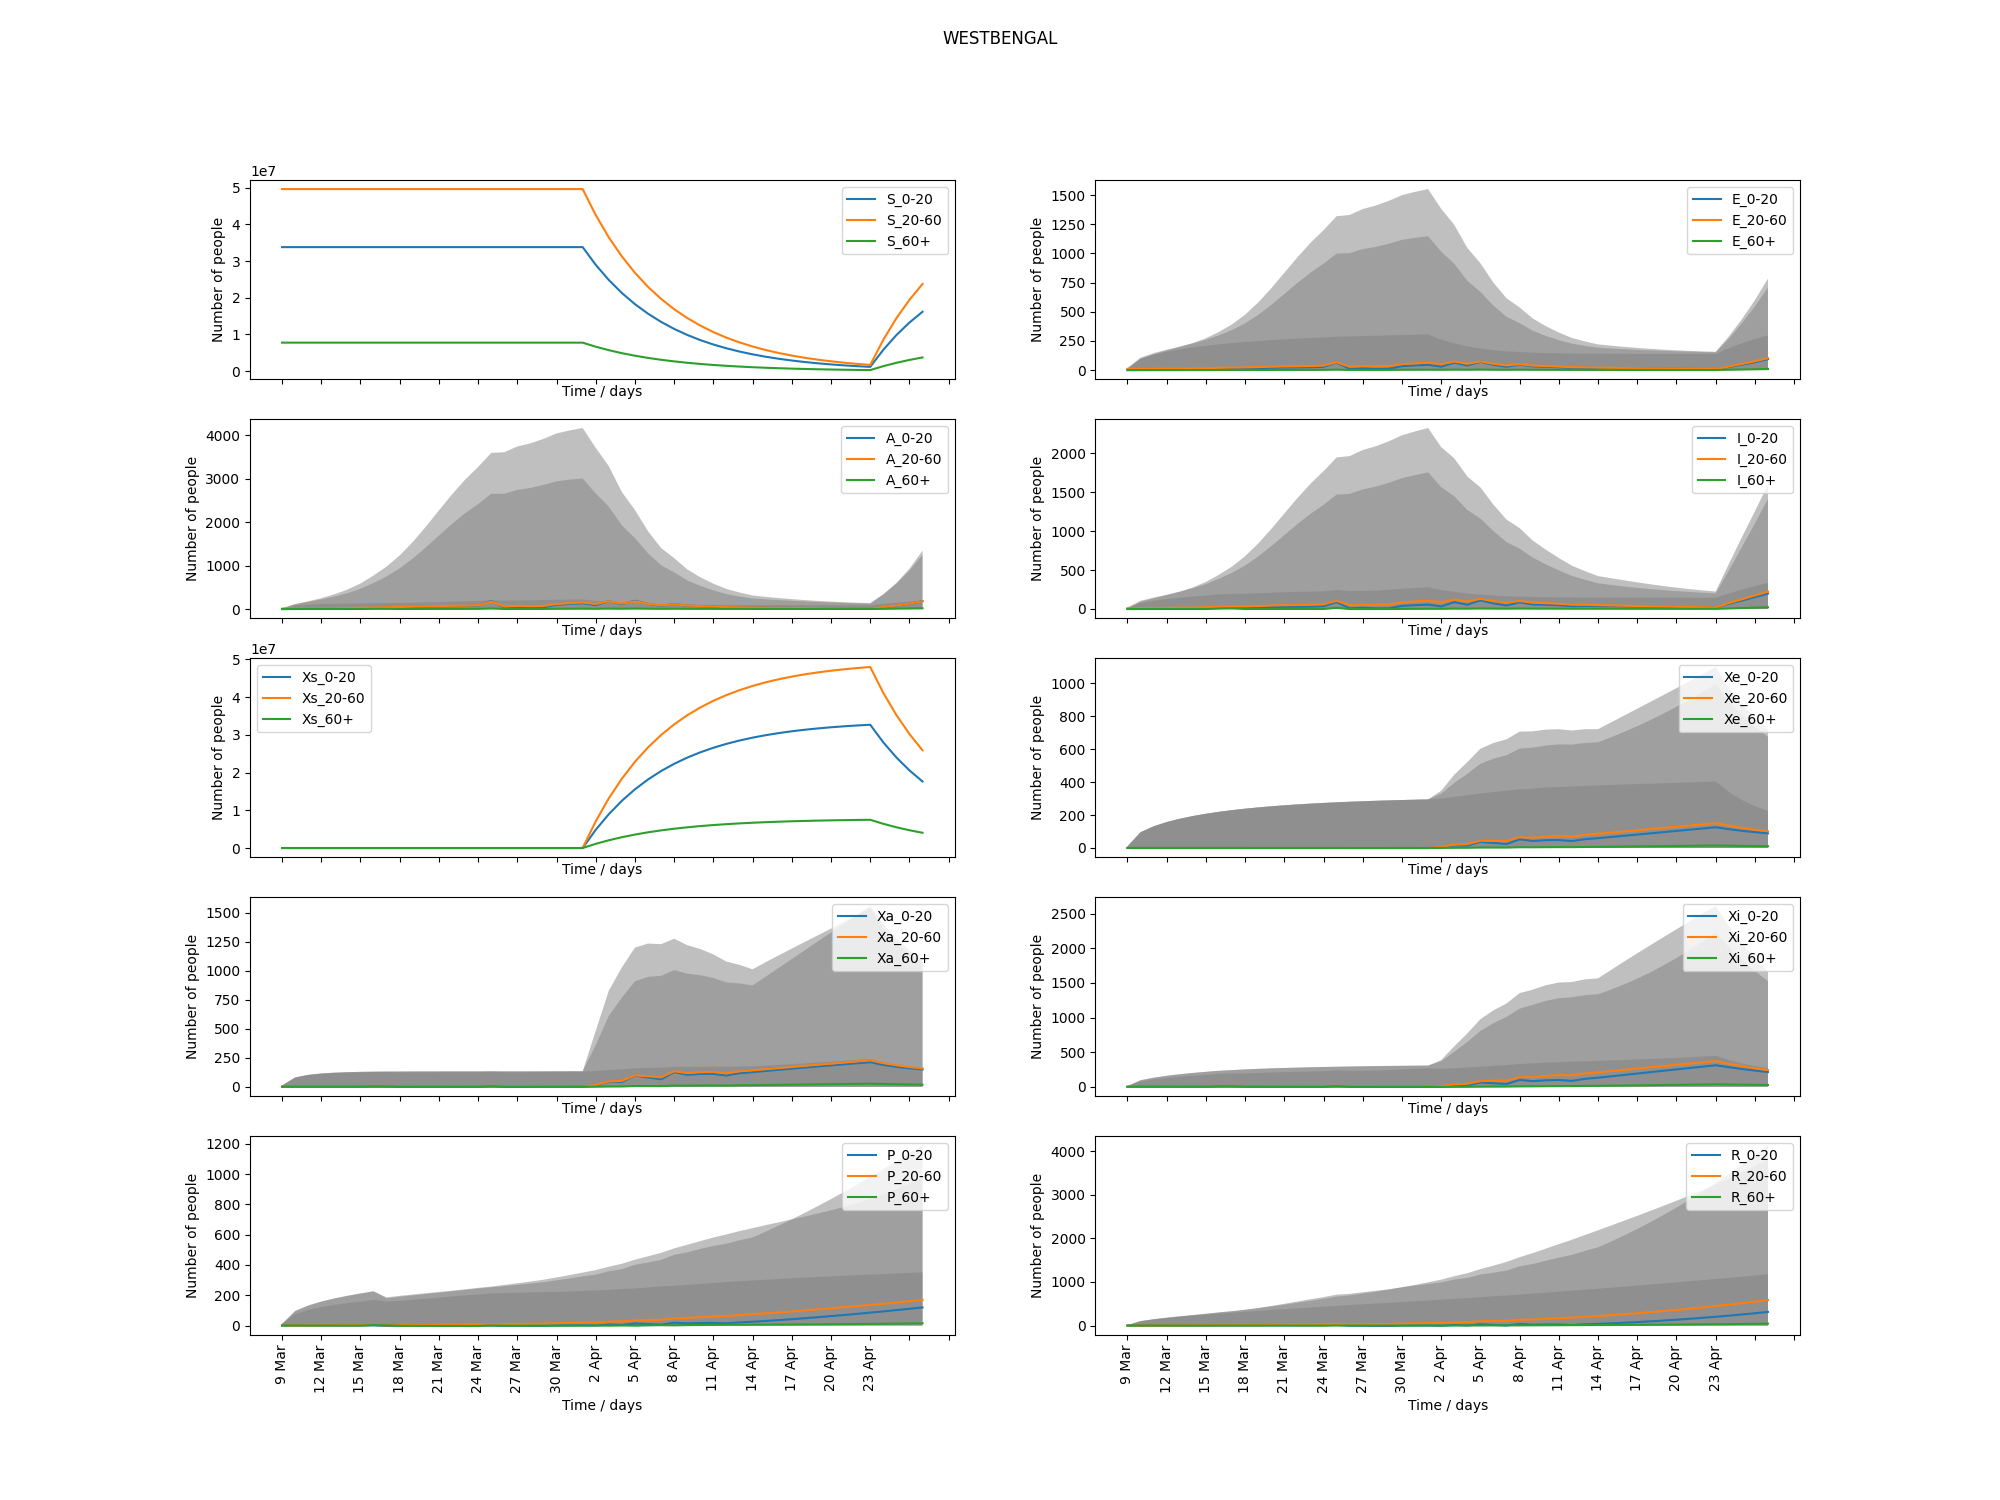 WESTBENGAL
1e7
5
4
3
2
1
0
Number of people
Time / days
S_0-20
S_20-60
S_60+
1500
1250
1000
750
500
250
0
Number of people
Time / days
E_0-20
E_20-60
E_60+
4000
3000
2000
1000
0
Number of people
Time / days
A_0-20
A_20-60
A_60+
2000
1500
1000
500
0
Number of people
Time / days
I_0-20
I_20-60
I_60+
1e7
5
4
3
2
1
0
Number of people
Time / days
Xs_0-20
Xs_20-60
Xs_60+
1000
800
600
400
200
0
Number of people
Time / days
Xe_0-20
Xe_20-60
Xe_60+
1500
1250
1000
750
500
250
0
Number of people
Time / days
Xa_0-20
Xa_20-60
Xa_60+
2500
2000
1500
1000
500
0
Number of people
Time / days
Xi_0-20
Xi_20-60
Xi_60+
1200
1000
800
600
400
200
0
Number of people
P_0-20
P_20-60
P_60+
9 Mar
12 Mar
15 Mar
18 Mar
21 Mar
24 Mar
27 Mar
30 Mar
2 Apr
5 Apr
8 Apr
11 Apr
14 Apr
17 Apr
20 Apr
23 Apr
Time / days
4000
3000
2000
1000
0
Number of people
R_0-20
R_20-60
R_60+
9 Mar
12 Mar
15 Mar
18 Mar
21 Mar
24 Mar
27 Mar
30 Mar
2 Apr
5 Apr
8 Apr
11 Apr
14 Apr
17 Apr
20 Apr
23 Apr
Time / days